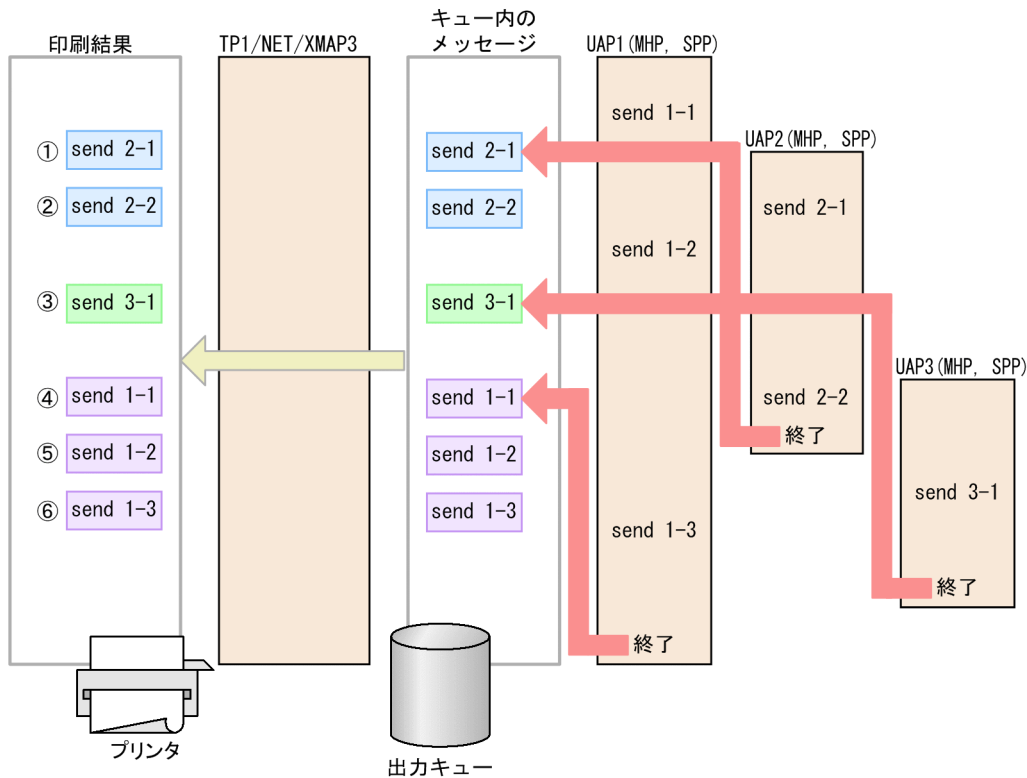 印刷結果
TP1/NET/XMAP3
キュー内の
メッセージ
UAP1(MHP, SPP)
UAP2(MHP, SPP)
UAP3(MHP, SPP)
① send 2-1
② send 2-2
③ send 3-1
④ send 1-1
⑤ send 1-2
⑥ send 1-3
send 2-1
send 2-2
send 3-1
send 1-1
send 1-2
send 1-3
send 1-1
send 1-2
send 1-3
終了
send 2-1
send 2-2
終了
send 3-1
終了
プリンタ
出力キュー